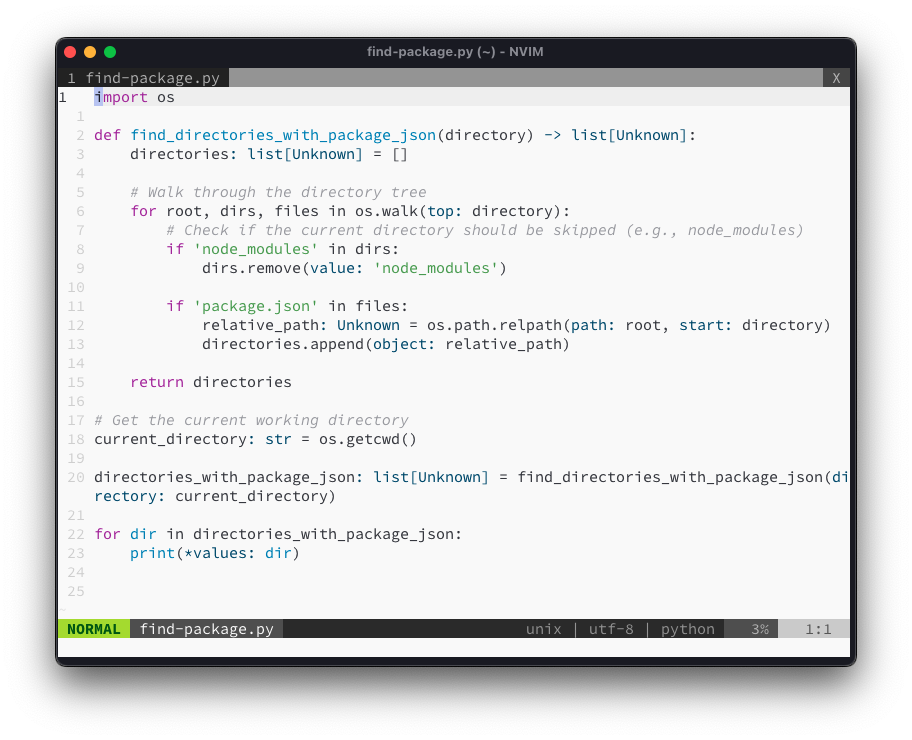 find-package.py (~) - NVIM
1 find-package.py X
1 import os
1
2 def find_directories_with_package_json(directory) -> list[Unknown]:
3     directories: list[Unknown] = []
4
5     # Walk through the directory tree
6     for root, dirs, files in os.walk(top: directory):
7         # Check if the current directory should be skipped (e.g., node_modules)
8         if 'node_modules' in dirs:
9             dirs.remove(value: 'node_modules')
10
11         if 'package.json' in files:
12             relative_path: Unknown = os.path.relpath(path: root, start: directory)
13             directories.append(object: relative_path)
14
15     return directories
16
17 # Get the current working directory
18 current_directory: str = os.getcwd()
19
20 directories_with_package_json: list[Unknown] = find_directories_with_package_json(di
rectory: current_directory)
21
22 for dir in directories_with_package_json:
23     print(*values: dir)
24
25
~
NORMAL find-package.py unix | utf-8 | python 3% 1:1